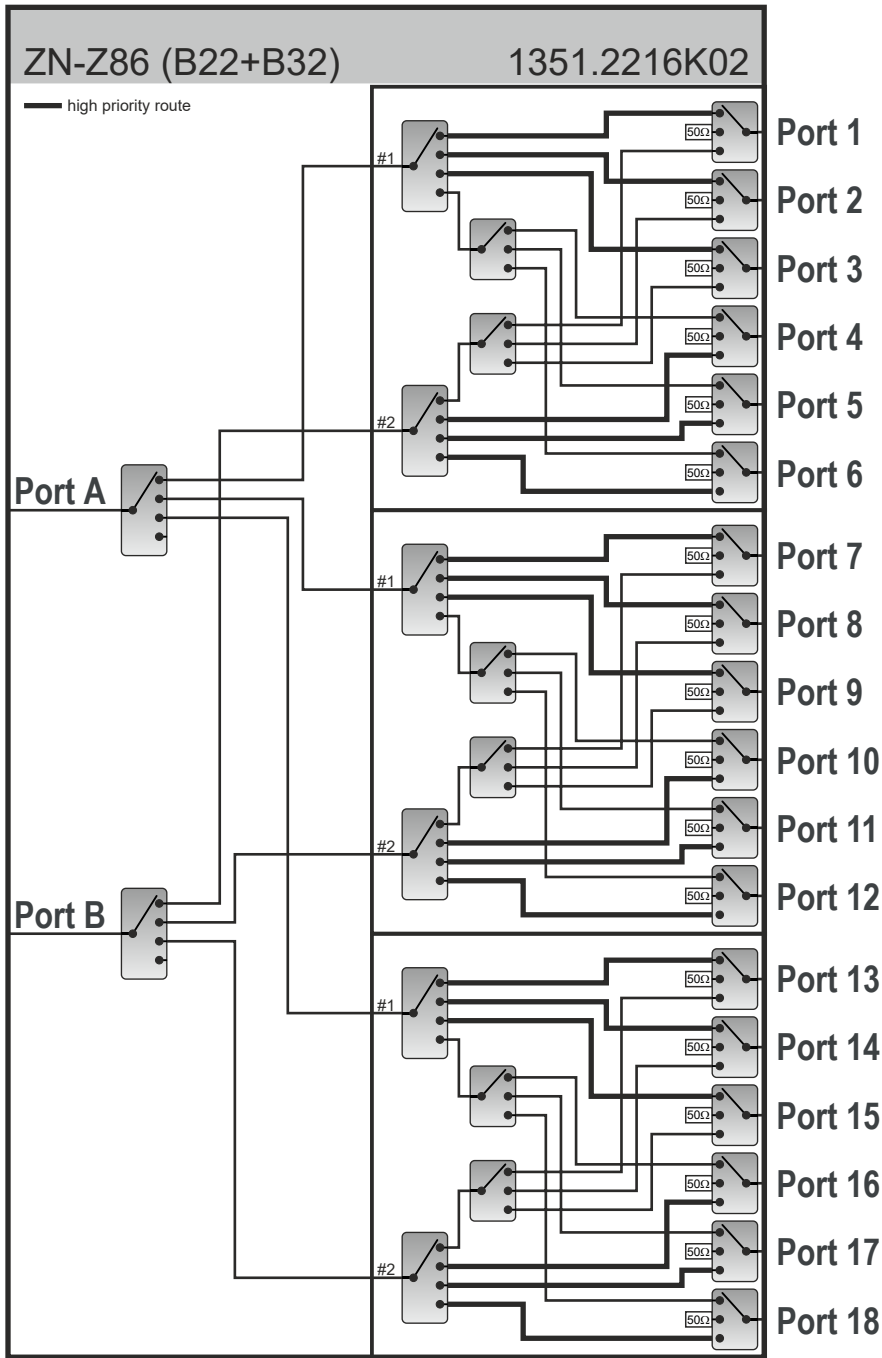 ZN-Z86 (B22+B32) 1351.2216K02
high priority route
#1
50Ω Port 1
50Ω Port 2
50Ω Port 3
50Ω Port 4
50Ω Port 5
#2
50Ω Port 6
Port A
50Ω Port 7
#1
50Ω Port 8
50Ω Port 9
50Ω Port 10
50Ω Port 11
#2
50Ω Port 12
Port B
50Ω Port 13
#1
50Ω Port 14
50Ω Port 15
50Ω Port 16
50Ω Port 17
#2
50Ω Port 18